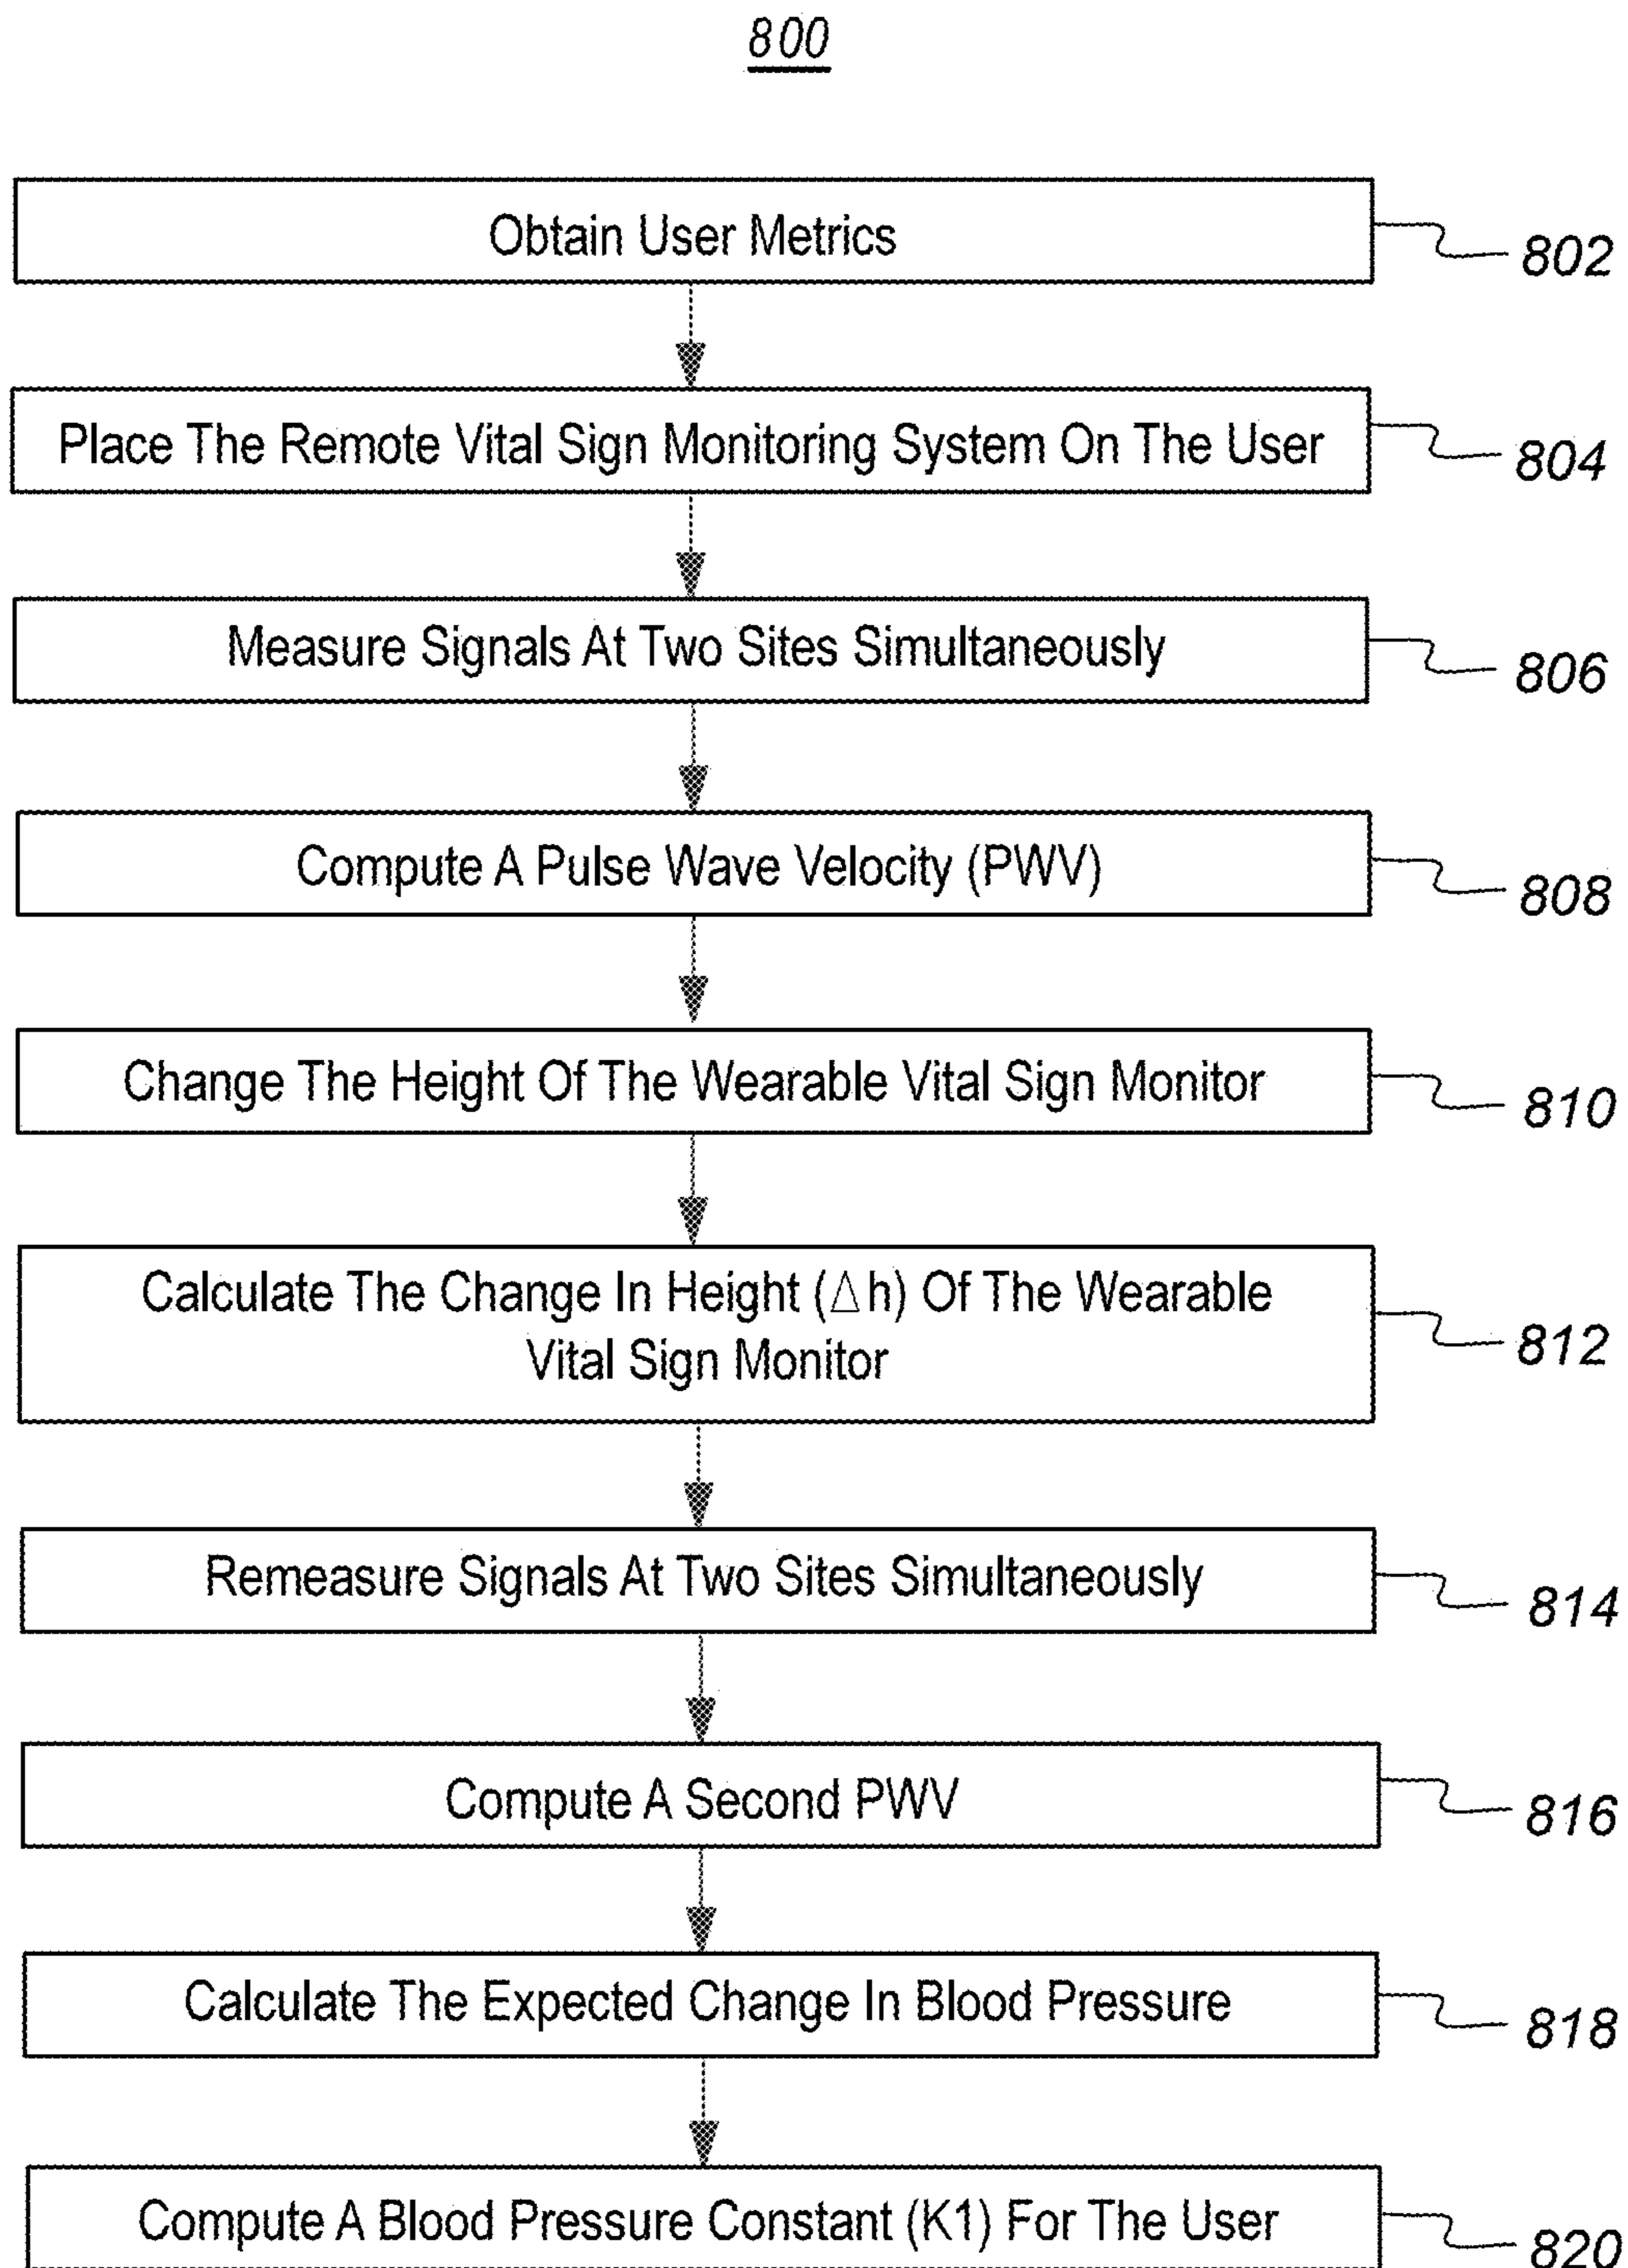 800
Obtain User Metrics
802
Place The Remote Vital Sign Monitoring System On The User
804
Measure Signals At Two Sites Simultaneously
806
Compute A Pulse Wave Velocity (PWV)
808
Change The Height Of The Wearable Vital Sign Monitor
810
Calculate The Change In Height (△h) Of The Wearable
Vital Sign Monitor
812
Remeasure Signals At Two Sites Simultaneously
814
Compute A Second PWV
816
Calculate The Expected Change In Blood Pressure
818
Compute A Blood Pressure Constant (K1) For The User
820